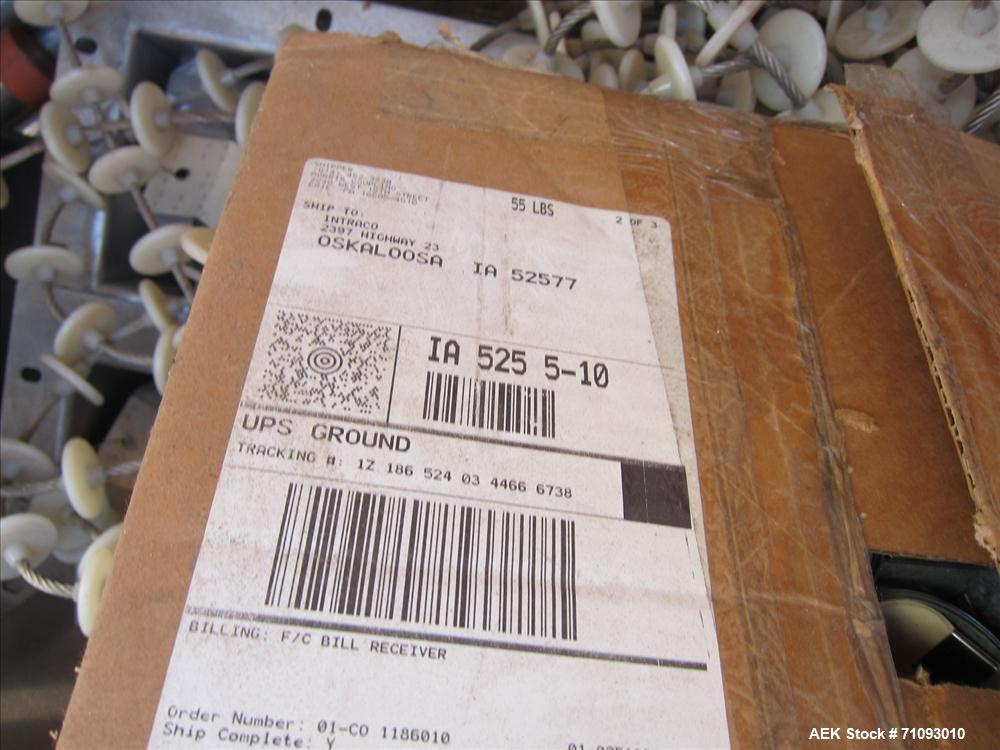 55 LBS
2 OF 3
SHIP TO:
INTRACO
2397 HIGHWAY 23
OSKALOOSA IA 52577
IA 525 5-10
UPS GROUND
TRACKING #: 1Z 186 524 03 4466 6738
BILLING: F/C BILL RECEIVER
Order Number: 01-CO 1186010
Ship Complete: Y
AEK Stock #71093010